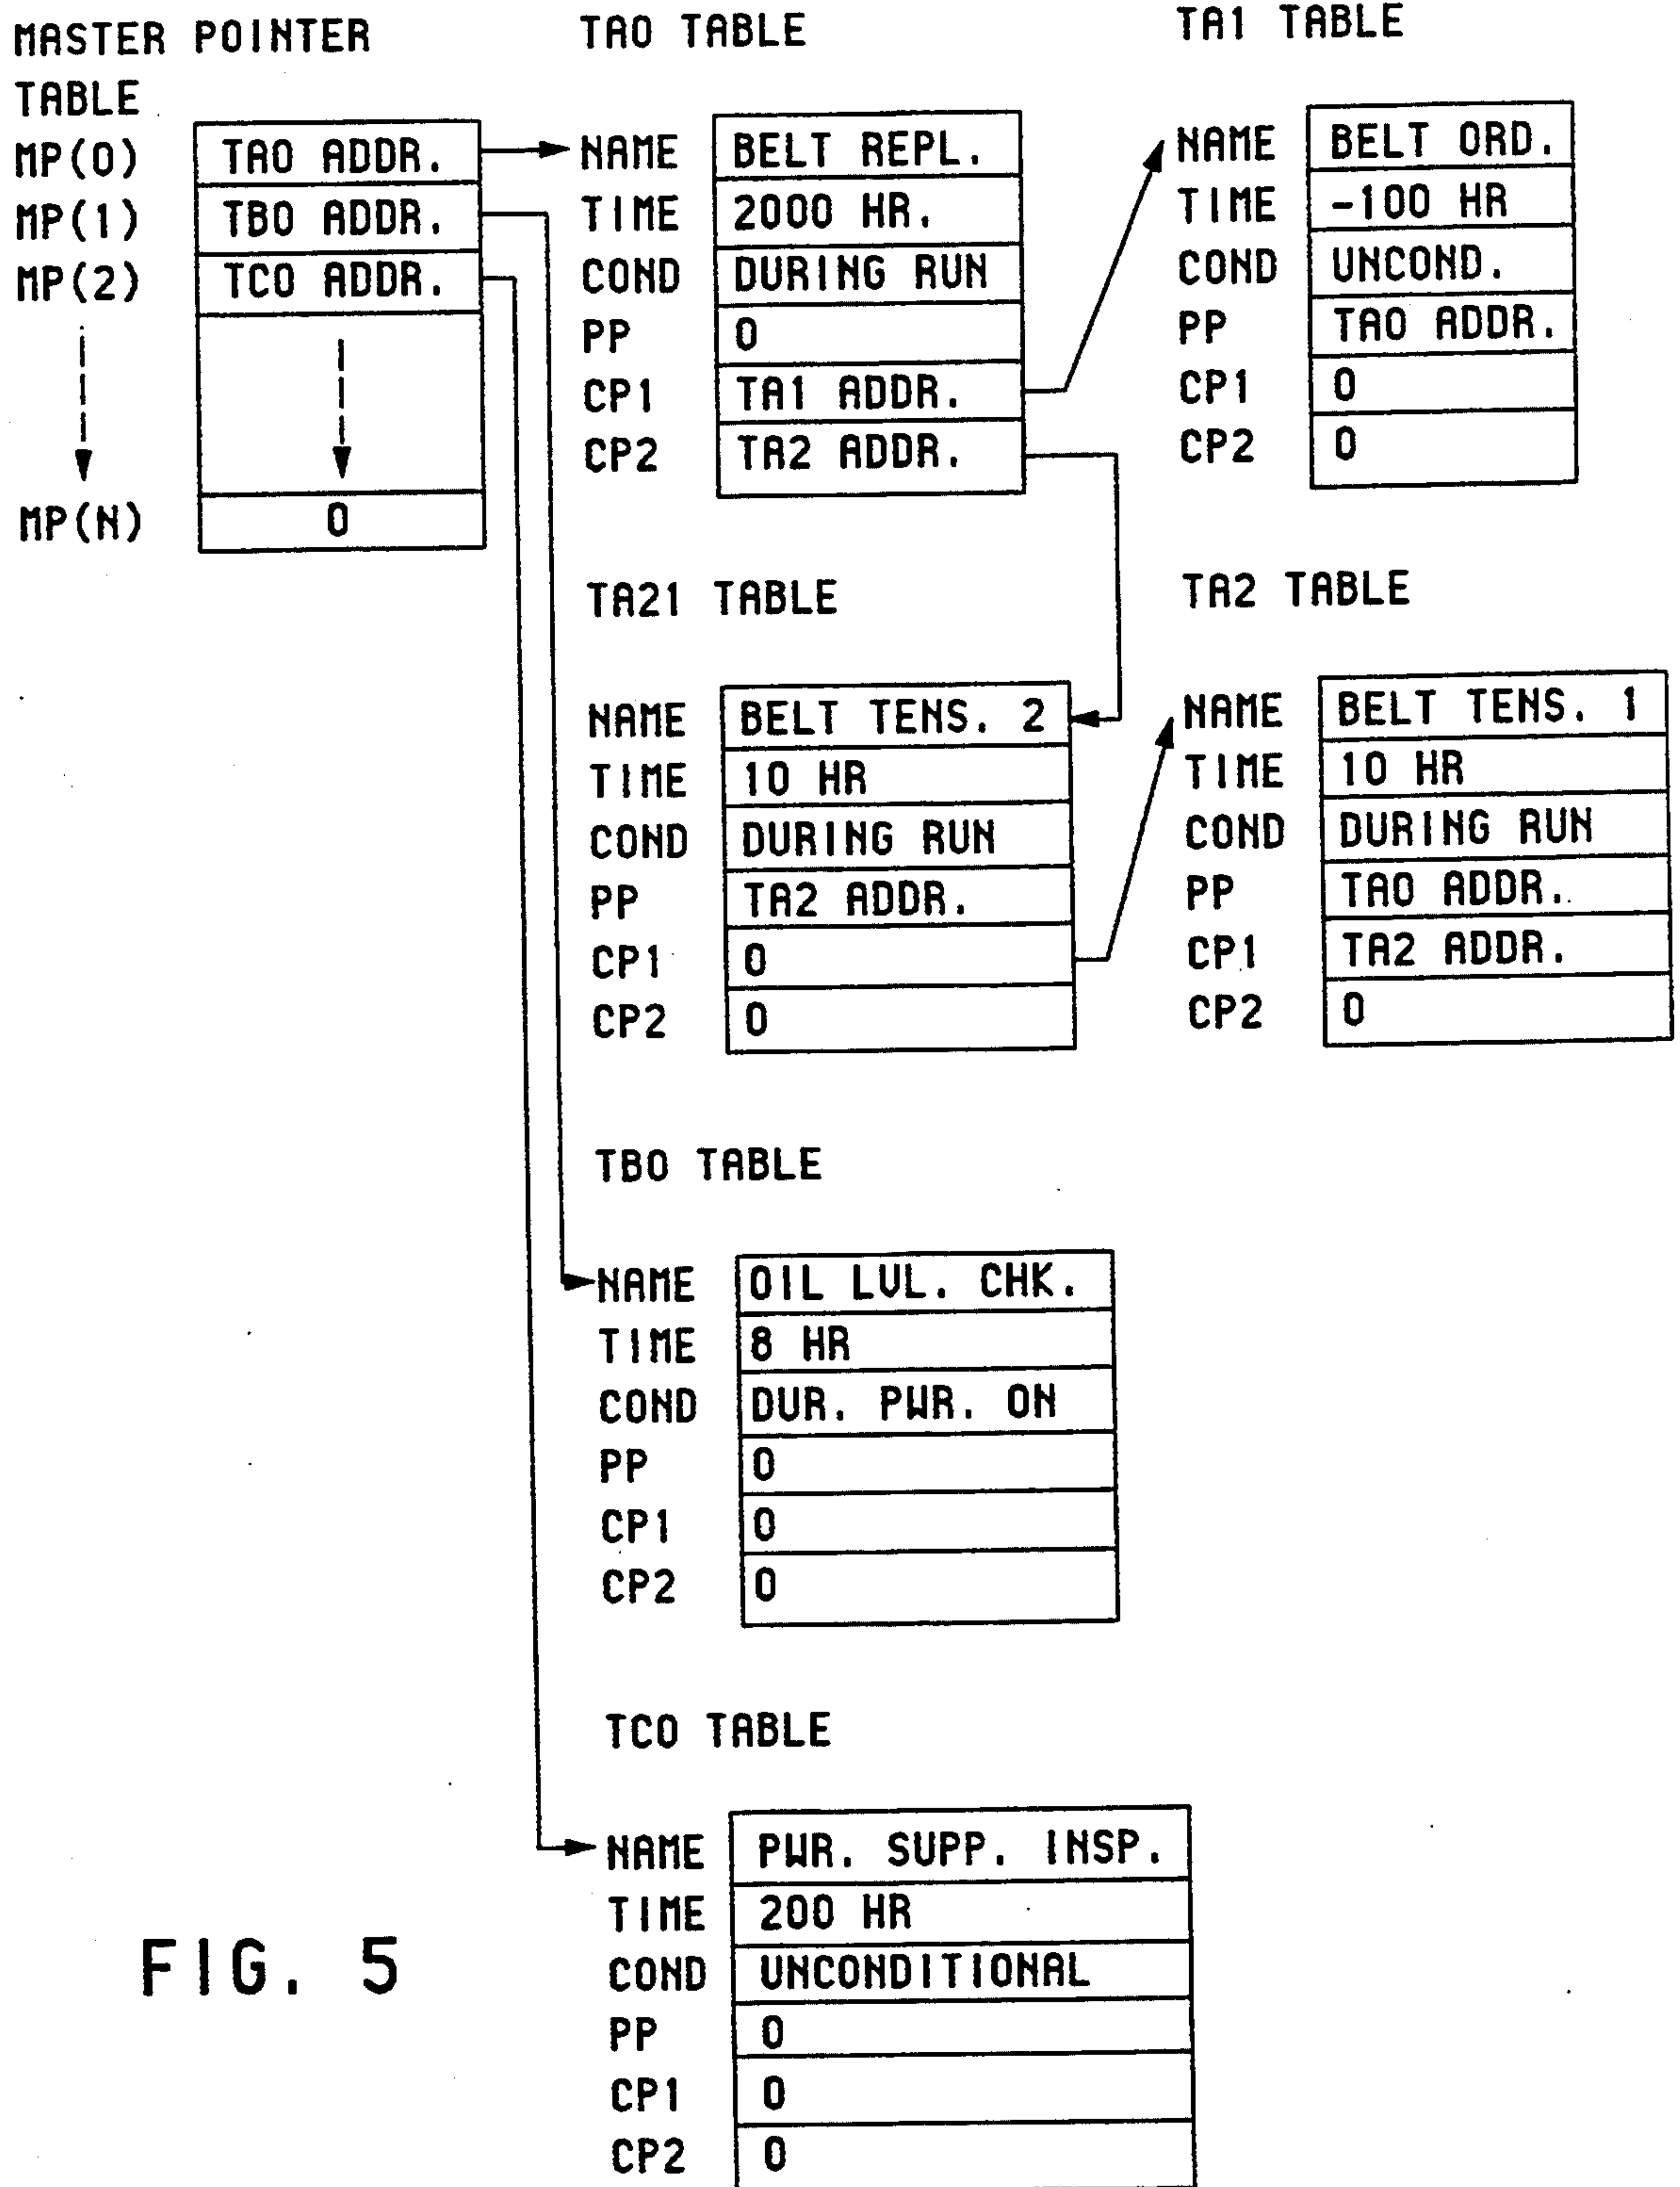 MASTER POINTER
TABLE
MP(0) TA0 ADDR.
MP(1) TB0 ADDR.
MP(2) TC0 ADDR.
MP(N) 0
TA0 TABLE
NAME BELT REPL.
TIME 2000 HR.
COND DURING RUN
PP 0
CP1 TA1 ADDR.
CP2 TA2 ADDR.
TA1 TABLE
NAME BELT ORD.
TIME -100 HR
COND UNCOND.
PP TA0 ADDR.
CP1 0
CP2 0
TA21 TABLE
NAME BELT TENS. 2
TIME 10 HR
COND DURING RUN
PP TA2 ADDR.
CP1 0
CP2 0
TA2 TABLE
NAME BELT TENS. 1
TIME 10 HR
COND DURING RUN
PP TA0 ADDR.
CP1 TA2 ADDR.
CP2 0
TB0 TABLE
NAME OIL LVL. CHK.
TIME 8 HR
COND DUR. PWR. ON
PP 0
CP1 0
CP2 0
TC0 TABLE
NAME PWR. SUPP. INSP.
TIME 200 HR
COND UNCONDITIONAL
PP 0
CP1 0
CP2 0
FIG. 5